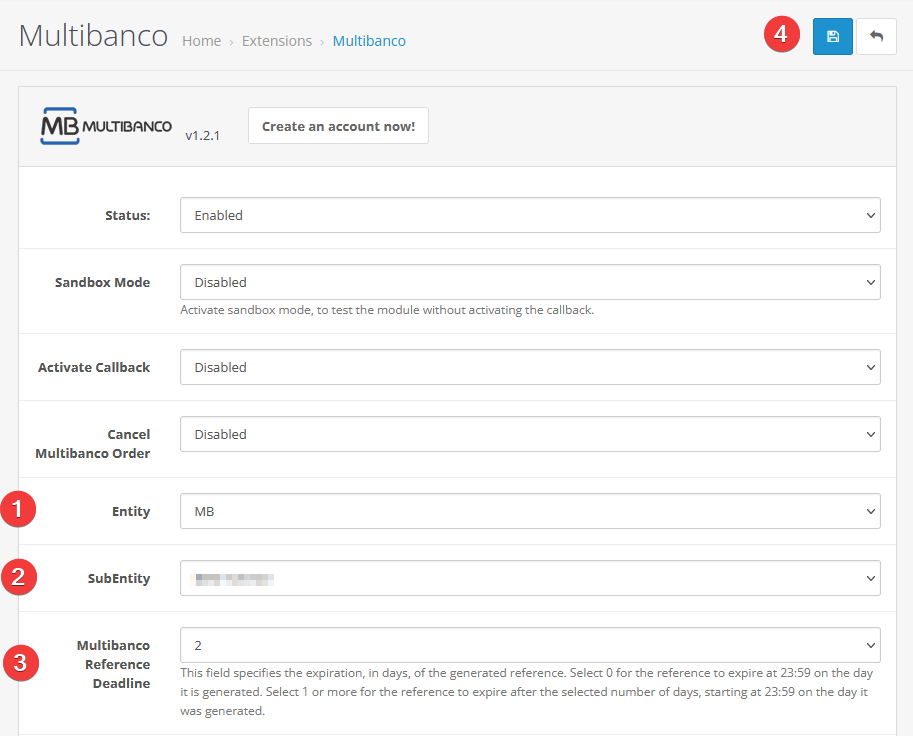 Multibanco Home › Extensions › Multibanco 4
MB MULTIBANCO v1.2.1 Create an account now!
Status: Enabled
Sandbox Mode Disabled
Activate sandbox mode, to test the module without activating the callback.
Activate Callback Disabled
Cancel
Multibanco Order
Disabled
1 Entity MB
2 SubEntity
3
Multibanco
Reference
Deadline
2
This field specifies the expiration, in days, of the generated reference. Select 0 for the reference to expire at 23:59 on the day
it is generated. Select 1 or more for the reference to expire after the selected number of days, starting at 23:59 on the day it
was generated.